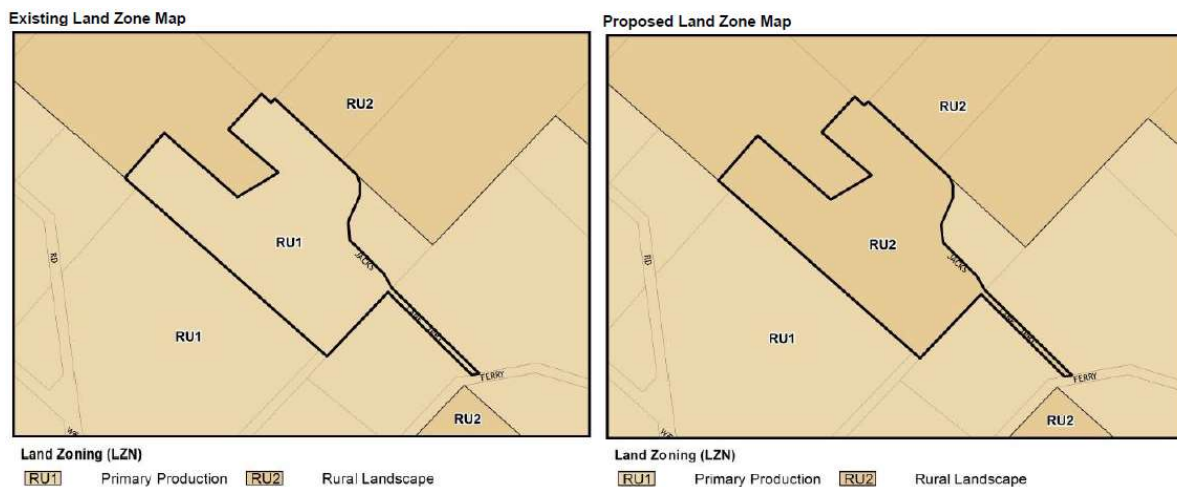 Existing Land Zone Map
RU2
RU1
JACKS
RD
RU1
FERRY
RU2
Land Zoning (LZN)
RU1 Primary Production RU2 Rural Landscape
Proposed Land Zone Map
RU2
RU2
JACKS
RD
RU1
FERRY
RU2
Land Zoning (LZN)
RU1 Primary Production RU2 Rural Landscape